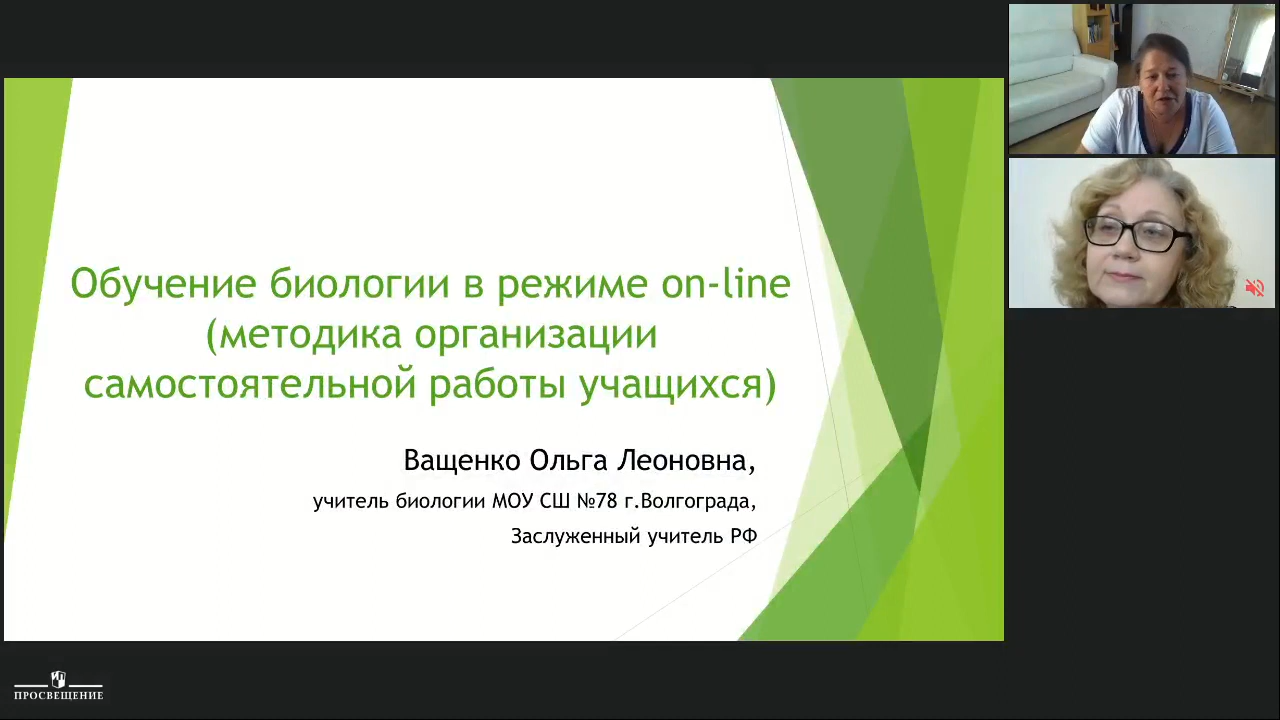 Обучение биологии в режиме on-line
(методика организации
самостоятельной работы учащихся)
Ващенко Ольга Леоновна,
учитель биологии МОУ СШ №78 г.Волгограда,
Заслуженный учитель РФ
ПРОСВЕЩЕНИЕ